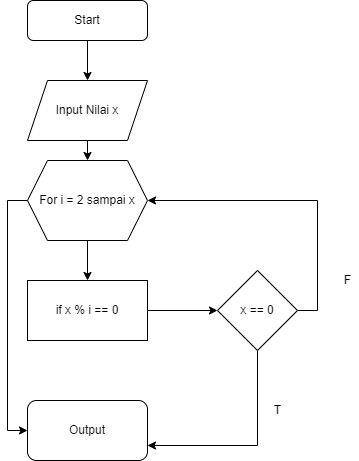 Start
Input Nilai x
For i = 2 sampai x
if x % i == 0
x == 0
F
T
Output